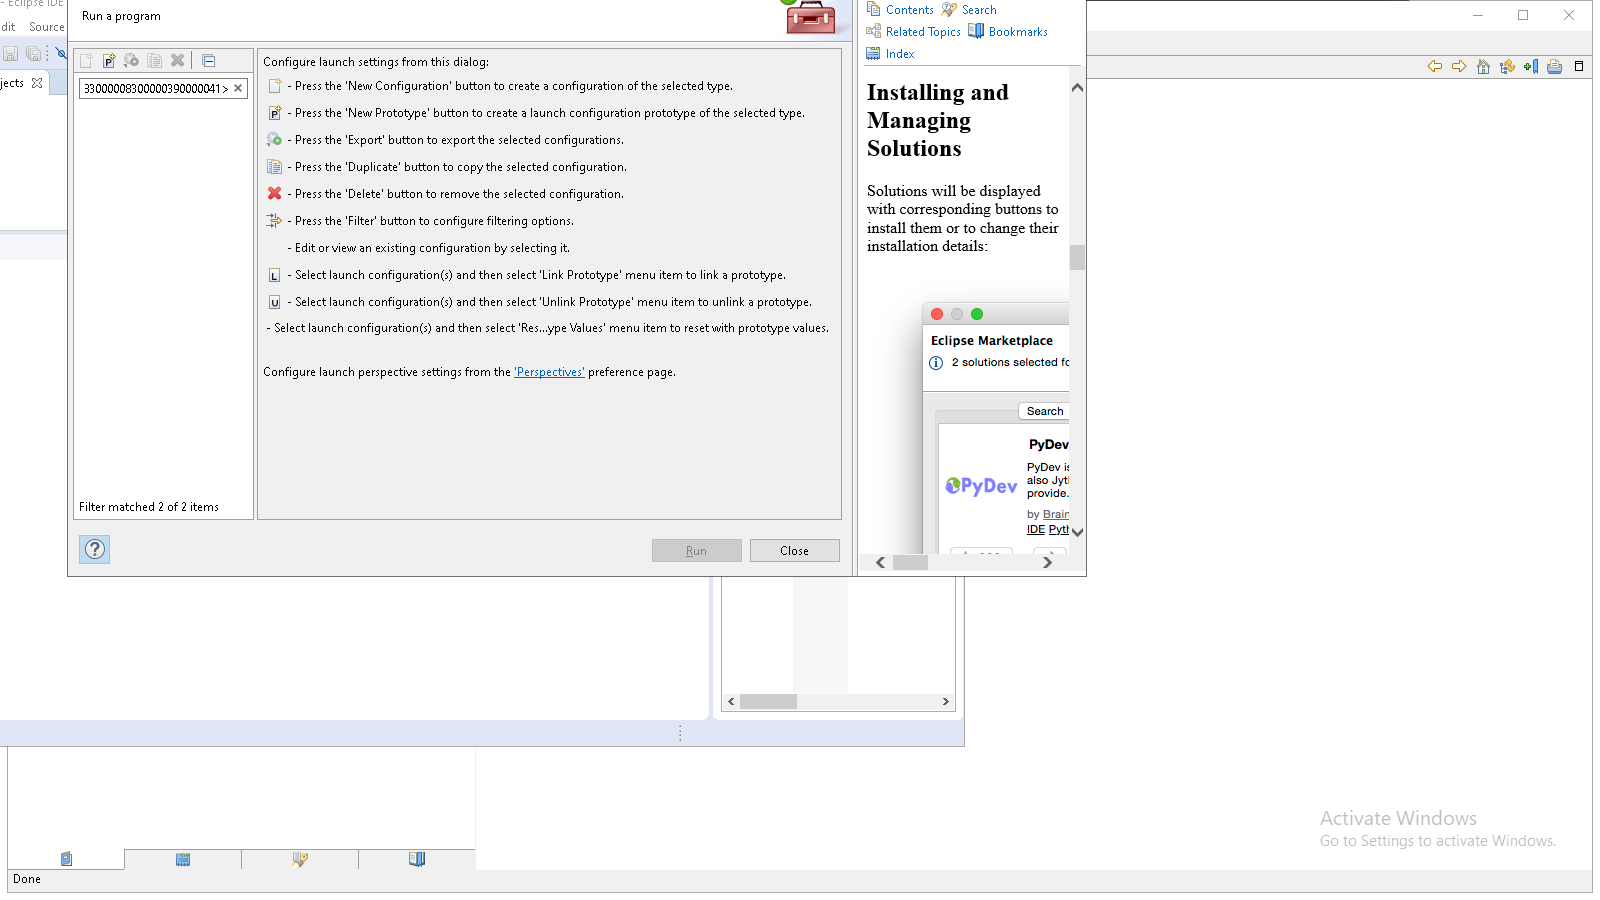 - Eclipse IDE
dit Source
jects
Run a program
3300000830000039000004 1>
Filter matched 2 of 2 items
Configure launch settings from this dialog:
- Press the 'New Configuration' button to create a configuration of the selected type.
- Press the 'New Prototype' button to create a launch configuration prototype of the selected type.
- Press the 'Export' button to export the selected configurations.
- Press the 'Duplicate' button to copy the selected configuration.
- Press the 'Delete' button to remove the selected configuration.
- Press the 'Filter' button to configure filtering options.
- Edit or view an existing configuration by selecting it.
L - Select launch configuration(s) and then select 'Link Prototype' menu item to link a prototype.
U - Select launch configuration(s) and then select 'Unlink Prototype' menu item to unlink a prototype.
- Select launch configuration(s) and then select 'Res...ype Values' menu item to reset with prototype values.
Configure launch perspective settings from the 'Perspectives' preference page.
Run
Close
Contents Search
Related Topics Bookmarks
Index
Installing and
Managing
Solutions
Solutions will be displayed
with corresponding buttons to
install them or to change their
installation details:
Eclipse Marketplace
2 solutions selected fo
Search
PyDev
PyDev
PyDev is
also Jyth
provide.
by Brain
IDE Pyth
Activate Windows
Go to Settings to activate Windows.
Done